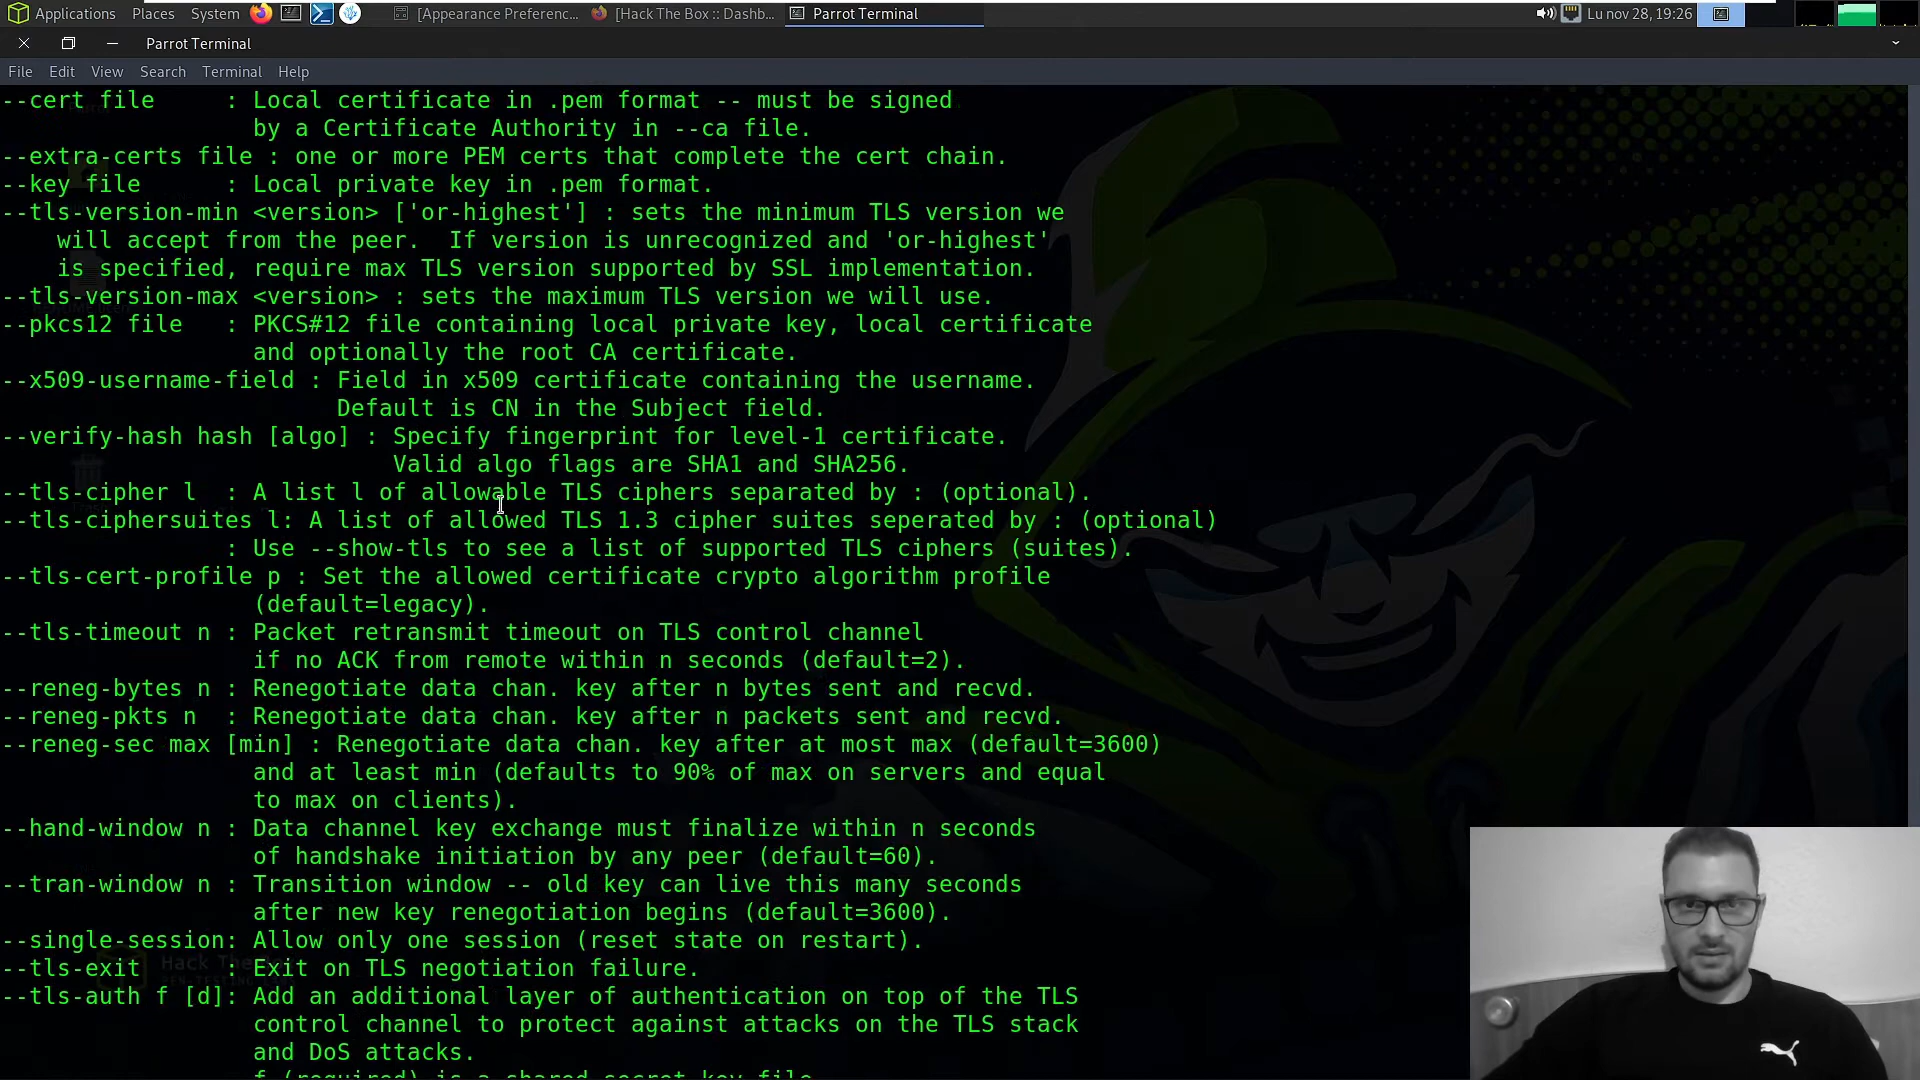 Applications Places System [Appearance Preferenc... [Hack The Box :: Dashb... Parrot Terminal Lu nov 28, 19:26
Parrot Terminal
File Edit View Search Terminal Help
--cert file     : Local certificate in .pem format -- must be signed
                  by a Certificate Authority in --ca file.
--extra-certs file : one or more PEM certs that complete the cert chain.
--key file      : Local private key in .pem format.
--tls-version-min <version> ['or-highest'] : sets the minimum TLS version we
    will accept from the peer.  If version is unrecognized and 'or-highest'
    is specified, require max TLS version supported by SSL implementation.
--tls-version-max <version> : sets the maximum TLS version we will use.
--pkcs12 file   : PKCS#12 file containing local private key, local certificate
                  and optionally the root CA certificate.
--x509-username-field : Field in x509 certificate containing the username.
                        Default is CN in the Subject field.
--verify-hash hash [algo] : Specify fingerprint for level-1 certificate.
                            Valid algo flags are SHA1 and SHA256.
--tls-cipher l  : A list l of allowable TLS ciphers separated by : (optional).
--tls-ciphersuites l: A list of allowed TLS 1.3 cipher suites seperated by : (optional)
                : Use --show-tls to see a list of supported TLS ciphers (suites).
--tls-cert-profile p : Set the allowed certificate crypto algorithm profile
                  (default=legacy).
--tls-timeout n : Packet retransmit timeout on TLS control channel
                  if no ACK from remote within n seconds (default=2).
--reneg-bytes n : Renegotiate data chan. key after n bytes sent and recvd.
--reneg-pkts n  : Renegotiate data chan. key after n packets sent and recvd.
--reneg-sec max [min] : Renegotiate data chan. key after at most max (default=3600)
                  and at least min (defaults to 90% of max on servers and equal
                  to max on clients).
--hand-window n : Data channel key exchange must finalize within n seconds
                  of handshake initiation by any peer (default=60).
--tran-window n : Transition window -- old key can live this many seconds
                  after new key renegotiation begins (default=3600).
--single-session: Allow only one session (reset state on restart).
--tls-exit      : Exit on TLS negotiation failure.
--tls-auth f [d]: Add an additional layer of authentication on top of the TLS
                  control channel to protect against attacks on the TLS stack
                  and DoS attacks.
                  f (required) is a shared secret key file.
Hack The Bo